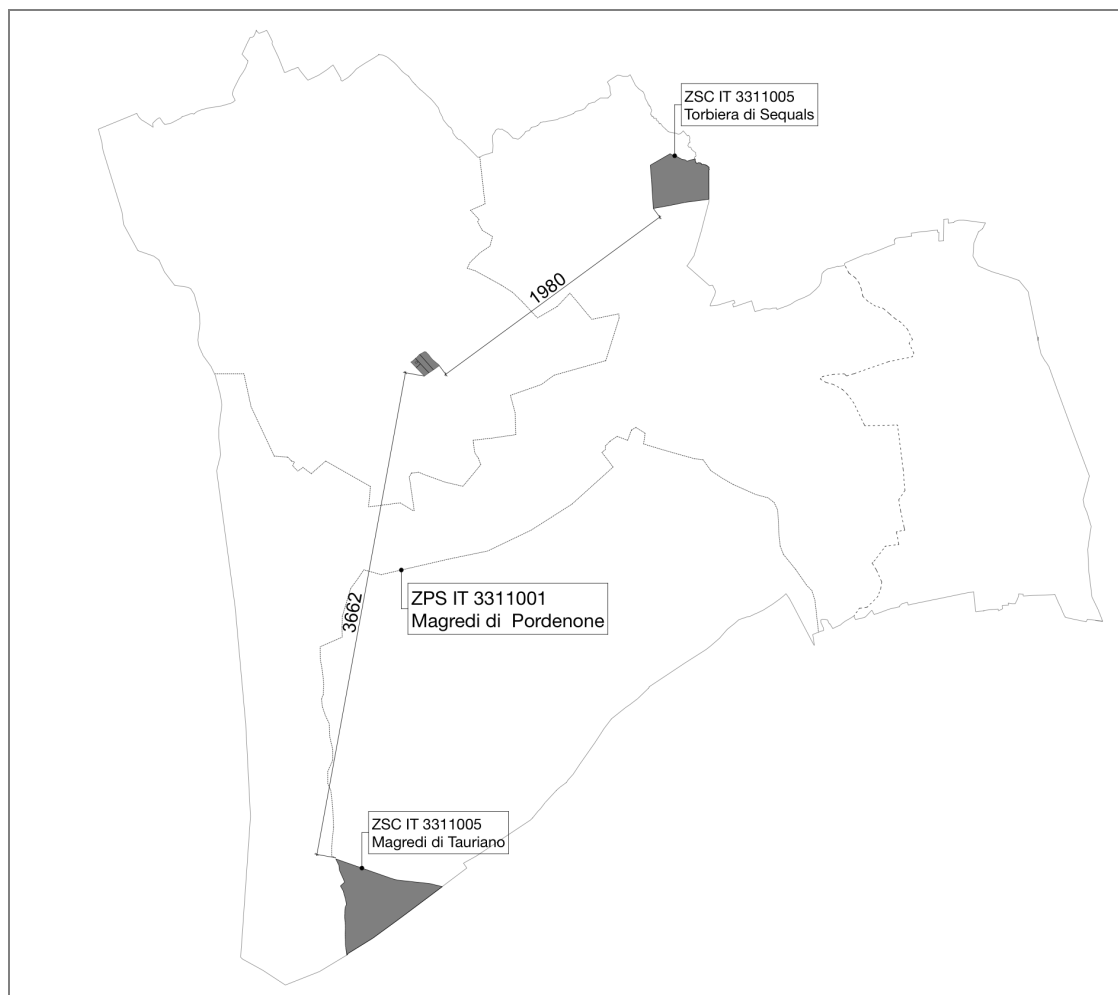 ZSC IT 3311005
Torbiera di Sequals
1980
ZPS IT 3311001
Magredi di  Pordenone
3662
ZSC IT 3311005
Magredi di Tauriano